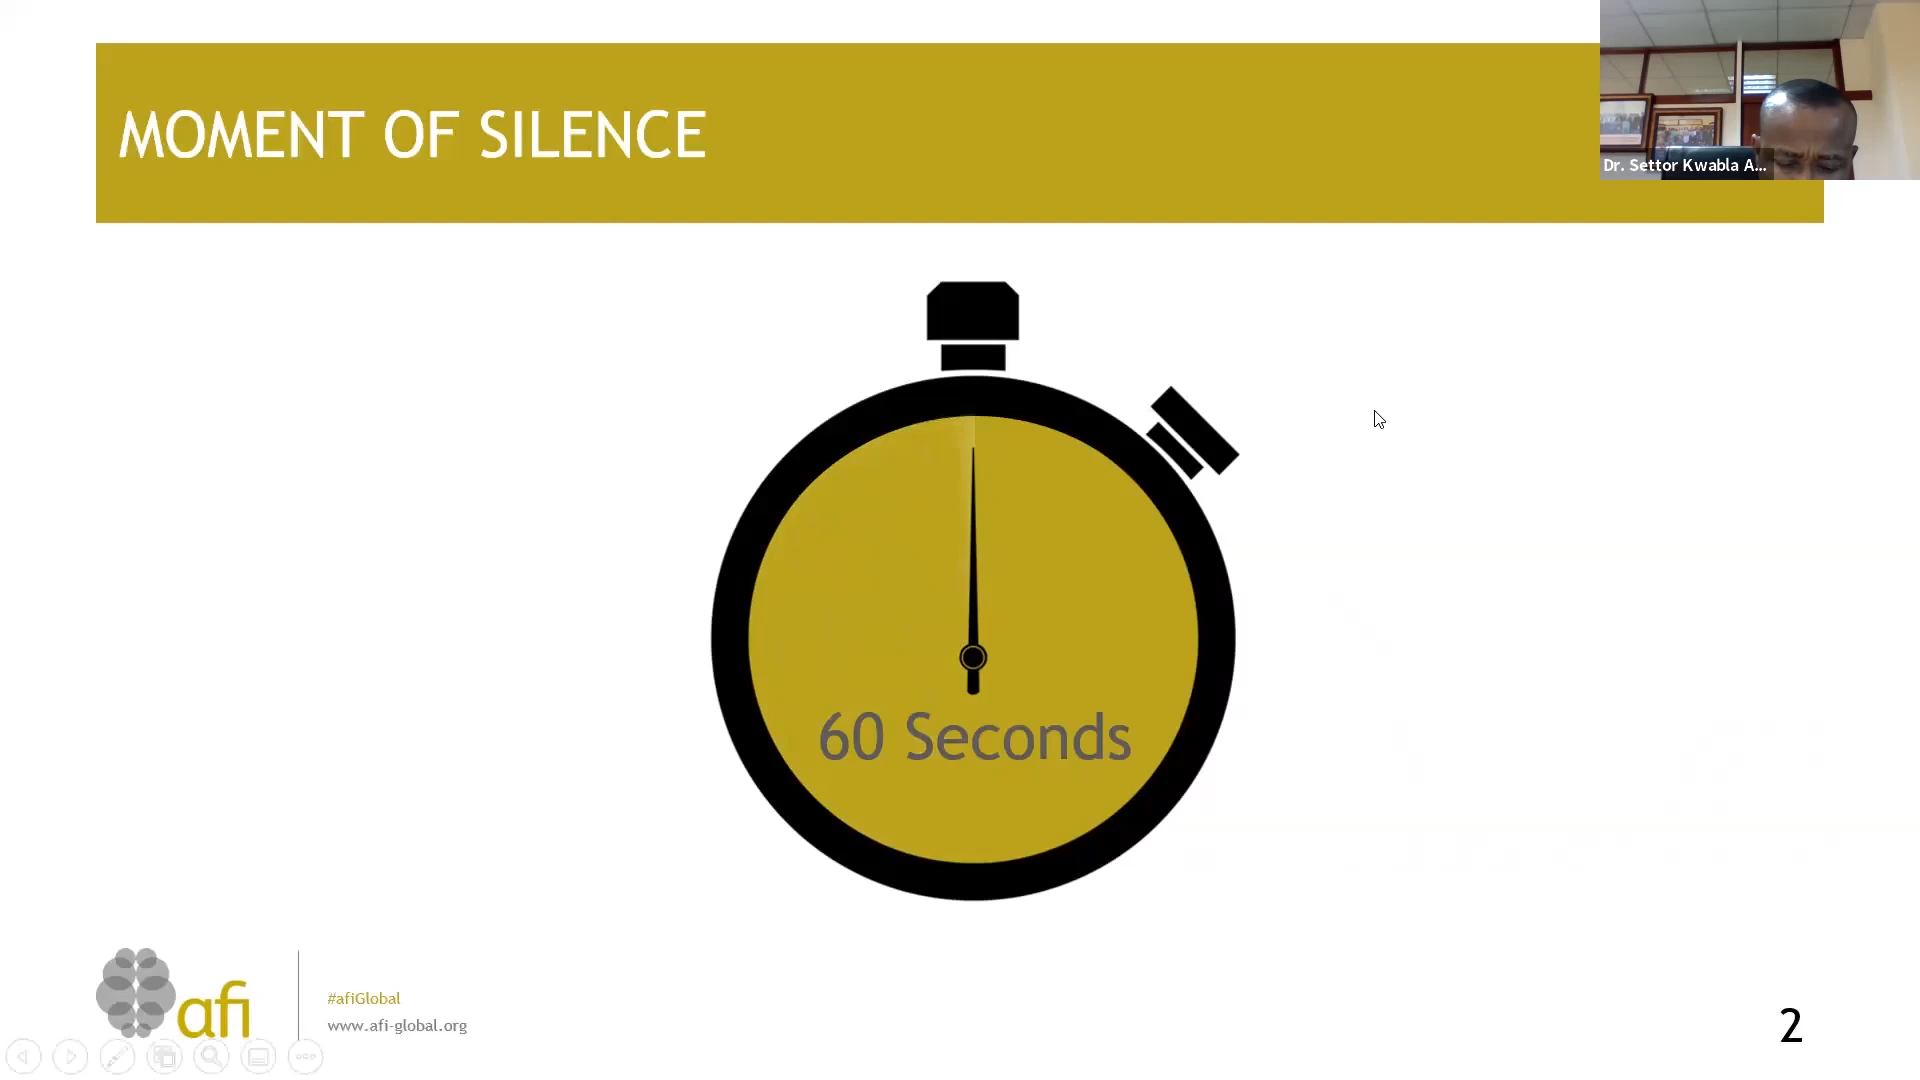 MOMENT OF SILENCE
Dr. Settor Kwabla A...
60 Seconds
afi
#afiGlobal
www.afi-global.org
2